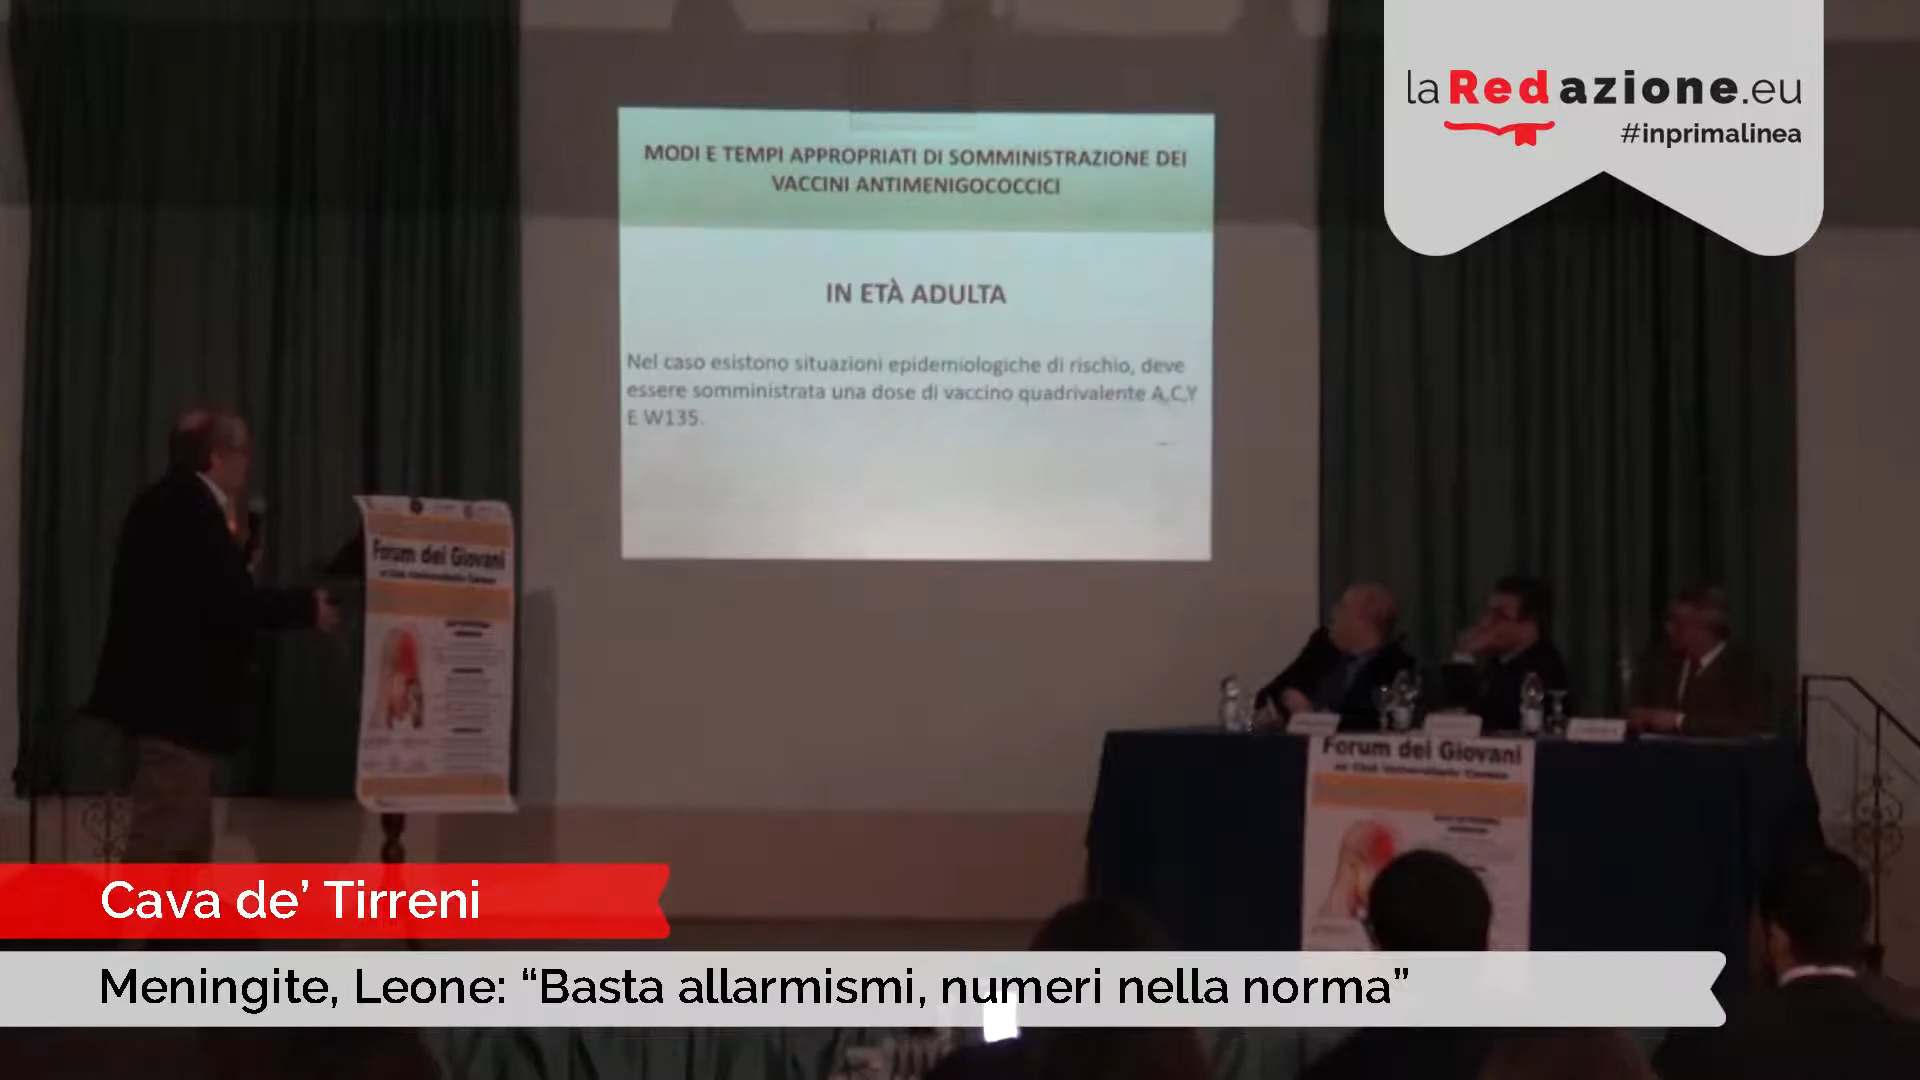 laRedazione.eu
#inprimalinea
MODI E TEMPI APPROPRIATI DI SOMMINISTRAZIONE DEI
VACCINI ANTIMENIGOCOCCICI
IN ETÀ ADULTA
Nel caso esistono situazioni epidemiologiche di rischio, deve
essere somministrata una dose di vaccino quadrivalente A,C,Y
E W135.
Forum dei Giovani
Forum dei Giovani
Cava de’ Tirreni
Meningite, Leone: “Basta allarmismi, numeri nella norma”